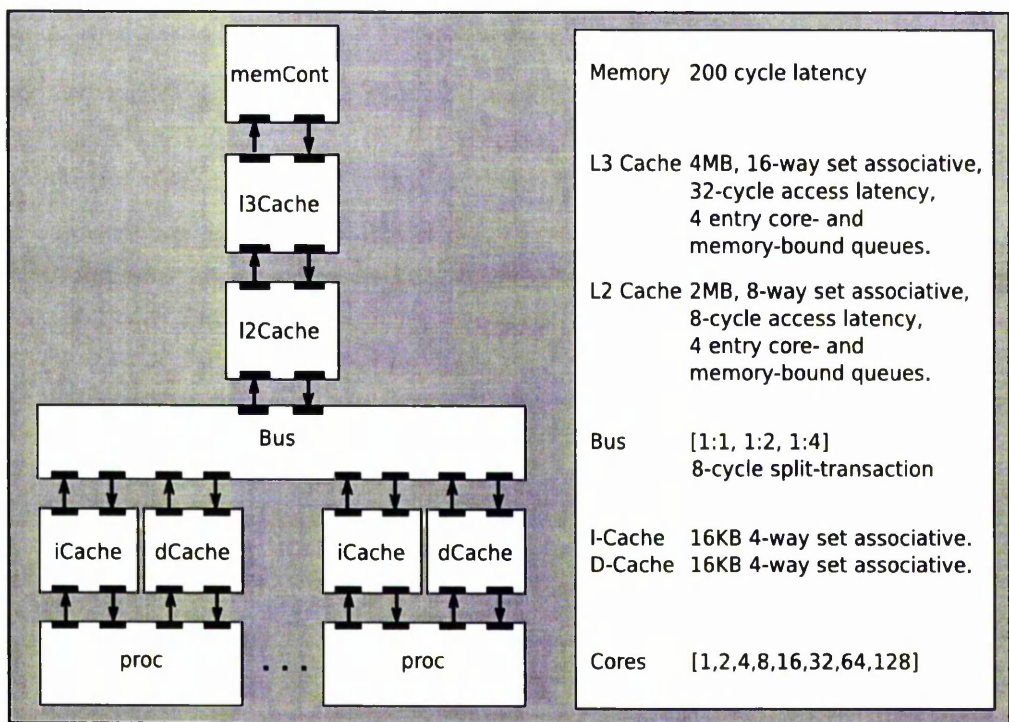 memCont
l3Cache
l2Cache
Bus
iCache dCache iCache dCache
proc ... proc
Memory 200 cycle latency
L3 Cache 4MB, 16-way set associative,
32-cycle access latency,
4 entry core- and
memory-bound queues.
L2 Cache 2MB, 8-way set associative,
8-cycle access latency,
4 entry core- and
memory-bound queues.
Bus [1:1, 1:2, 1:4]
8-cycle split-transaction
I-Cache 16KB 4-way set associative.
D-Cache 16KB 4-way set associative.
Cores [1,2,4,8,16,32,64,128]